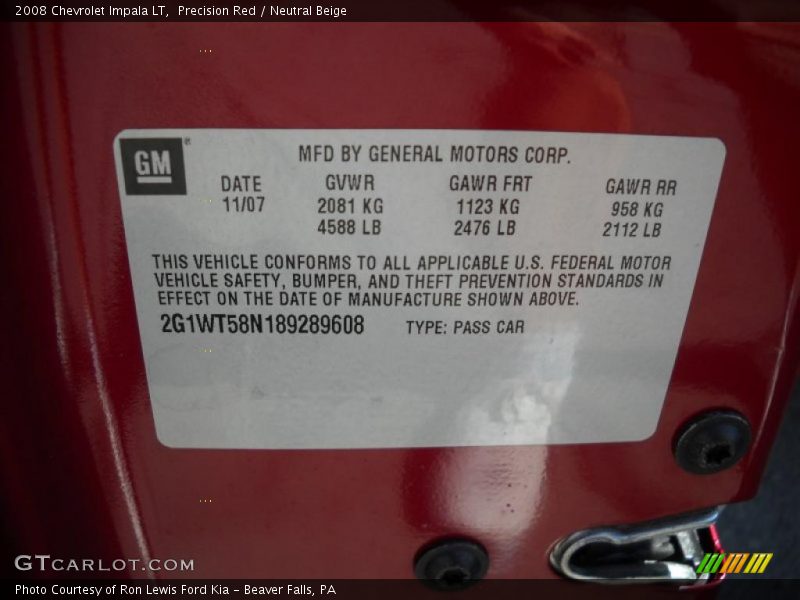 2008 Chevrolet Impala LT,  Precision Red / Neutral Beige
GM®
MFD BY GENERAL MOTORS CORP.
DATE GVWR GAWR FRT GAWR RR
11/07 2081 KG 1123 KG 958 KG
4588 LB 2476 LB 2112 LB
THIS VEHICLE CONFORMS TO ALL APPLICABLE U.S. FEDERAL MOTOR
VEHICLE SAFETY, BUMPER, AND THEFT PREVENTION STANDARDS IN
EFFECT ON THE DATE OF MANUFACTURE SHOWN ABOVE.
2G1WT58N189289608 TYPE: PASS CAR
GTCARLOT.COM
Photo Courtesy of Ron Lewis Ford Kia - Beaver Falls, PA